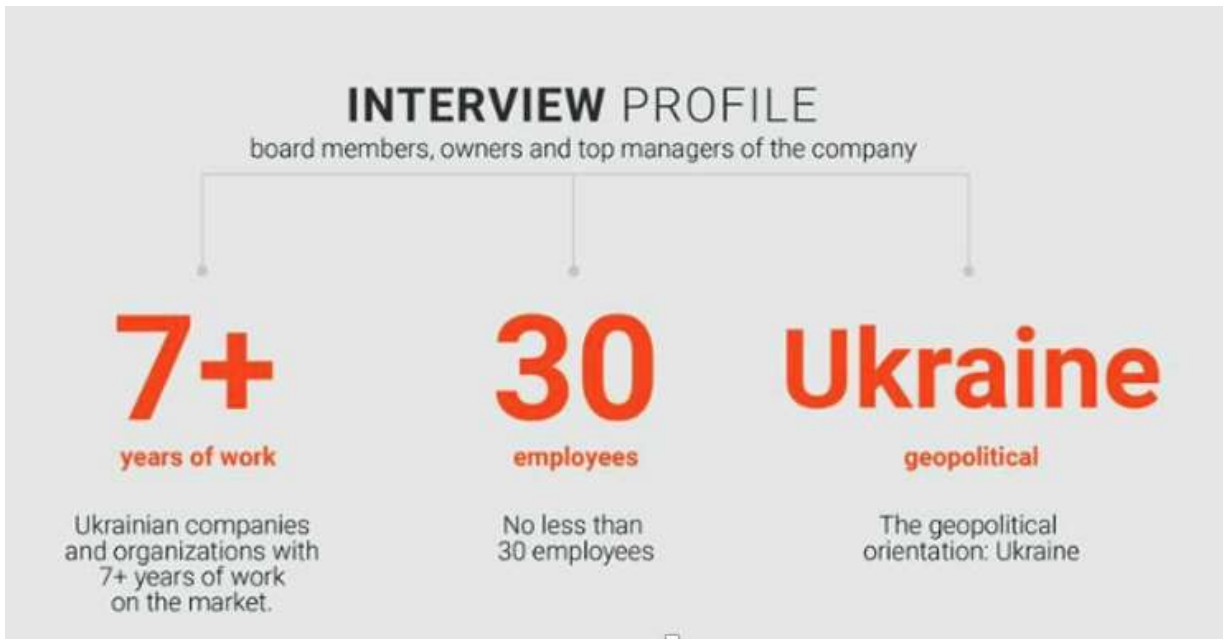 INTERVIEW PROFILE
board members, owners and top managers of the company
7+
years of work
Ukrainian companies
and organizations with
7+ years of work
on the market.
30
employees
No less than
30 employees
Ukraine
geopolitical
The geopolitical
orientation: Ukraine